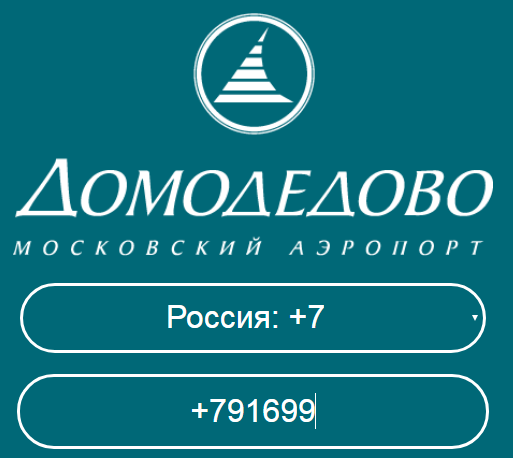 ДОМОДЕДОВО
МОСКОВСКИЙ АЭРОПОРТ
Россия: +7
+791699